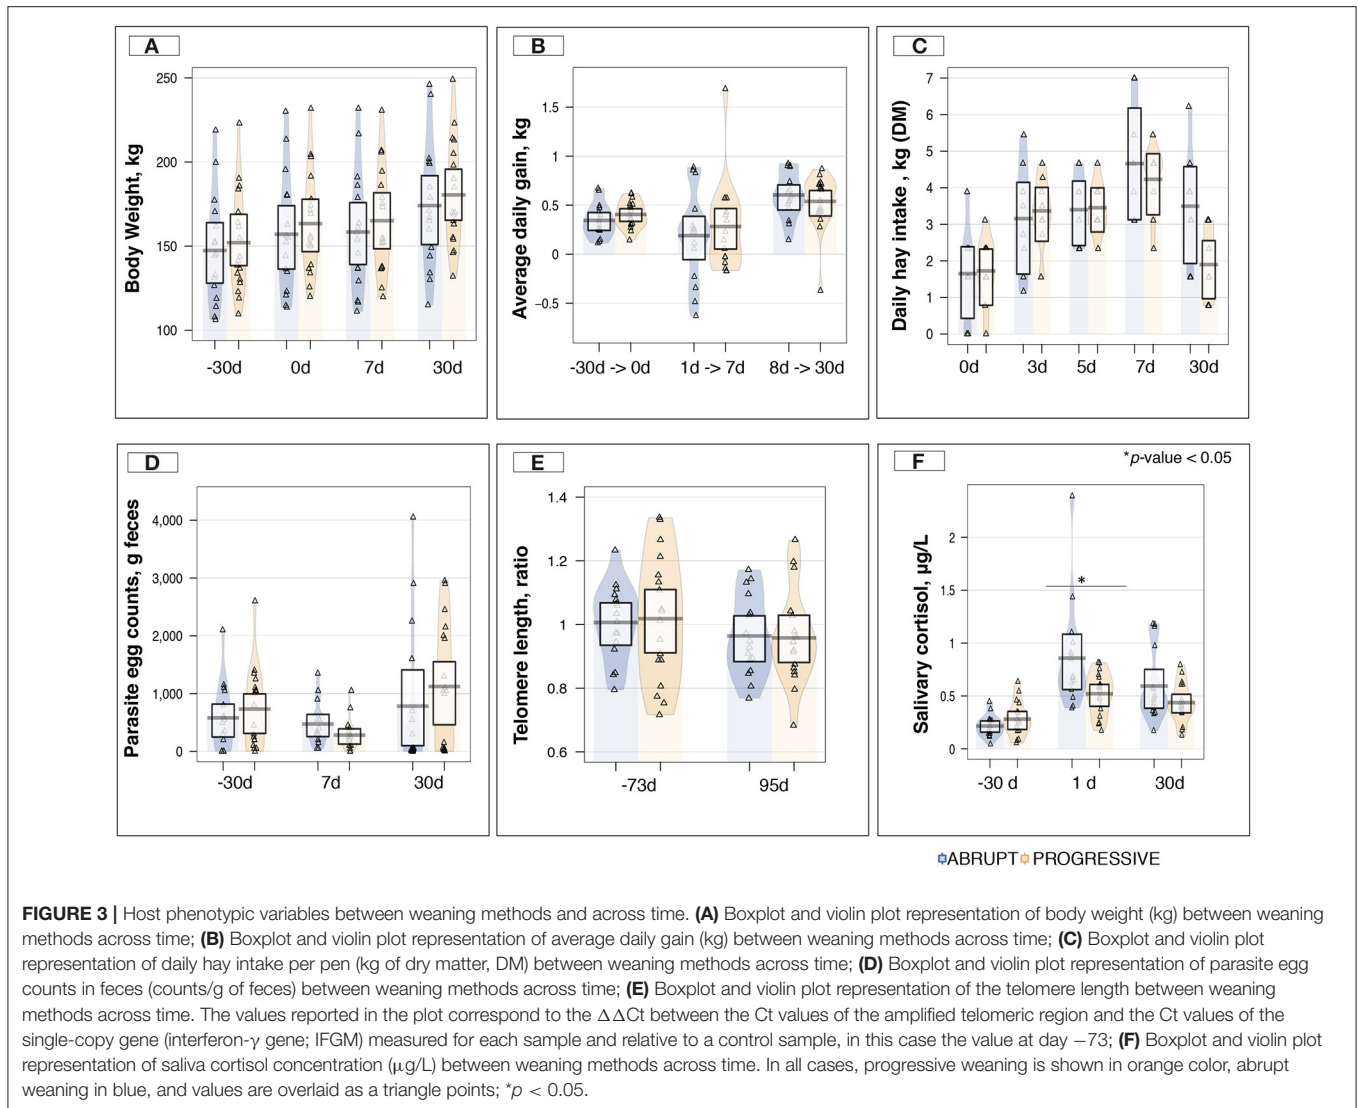 A
Body Weight, kg
250
200
150
100
-30d 0d 7d 30d
B
Average daily gain, kg
1.5
1
0.5
0
−0.5
-30d -> 0d 1d -> 7d 8d -> 30d
C
Daily hay intake , kg (DM)
7
6
5
4
3
2
1
0
0d 3d 5d 7d 30d
D
Parasite egg counts, g feces
4,000
3,000
2,000
1,000
0
-30d 7d 30d
E
Telomere length, ratio
1.4
1.2
1
0.8
0.6
-73d 95d
F
*p-value < 0.05
Salivary cortisol, µg/L
2
1.5
1
0.5
0
*
-30 d 1 d 30d
ABRUPT PROGRESSIVE
FIGURE 3 | Host phenotypic variables between weaning methods and across time. (A) Boxplot and violin plot representation of body weight (kg) between weaning
methods across time; (B) Boxplot and violin plot representation of average daily gain (kg) between weaning methods across time; (C) Boxplot and violin plot
representation of daily hay intake per pen (kg of dry matter, DM) between weaning methods across time; (D) Boxplot and violin plot representation of parasite egg
counts in feces (counts/g of feces) between weaning methods across time; (E) Boxplot and violin plot representation of the telomere length between weaning
methods across time. The values reported in the plot correspond to the ΔΔCt between the Ct values of the amplified telomeric region and the Ct values of the
single-copy gene (interferon-γ gene; IFGM) measured for each sample and relative to a control sample, in this case the value at day −73; (F) Boxplot and violin plot
representation of saliva cortisol concentration (µg/L) between weaning methods across time. In all cases, progressive weaning is shown in orange color, abrupt
weaning in blue, and values are overlaid as a triangle points; *p < 0.05.